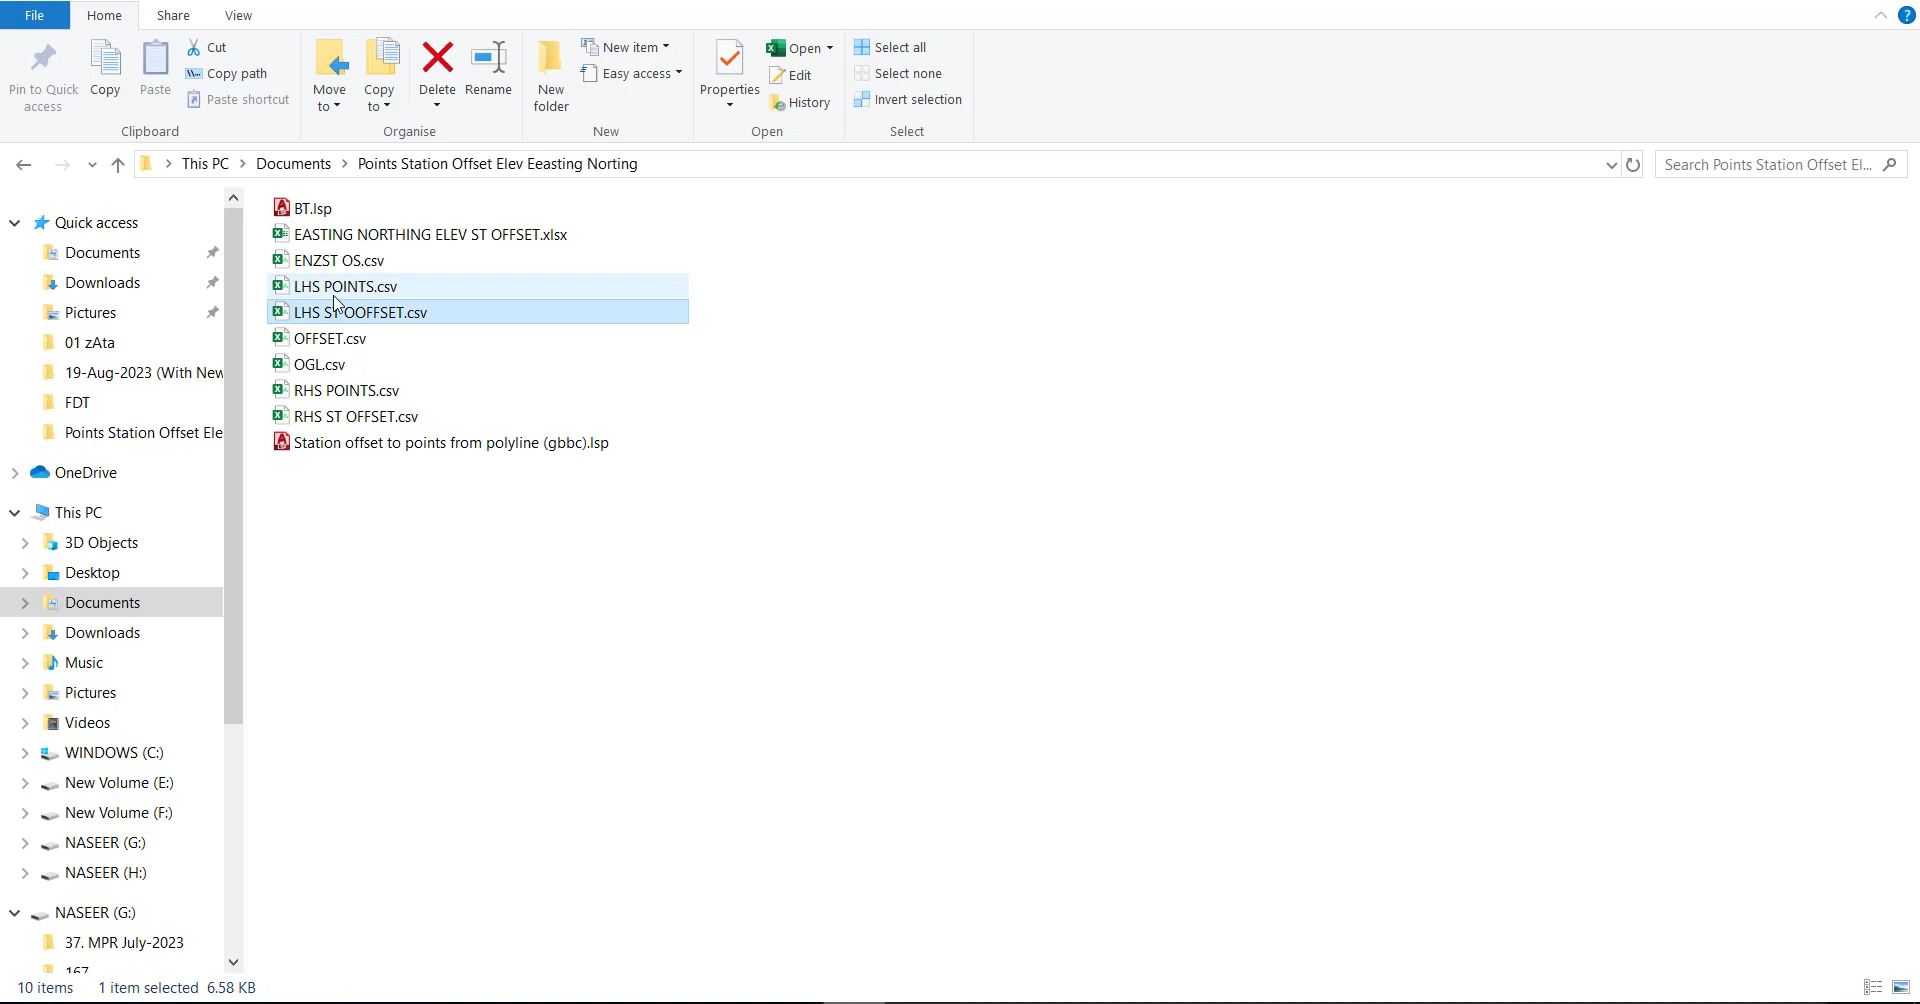 File Home Share View
Pin to Quick access
Copy
Paste
Cut
Copy path
Paste shortcut
Clipboard
Move to
Copy to
Delete
Rename
Organise
New folder
New item
Easy access
New
Properties
Open
Edit
History
Open
Select all
Select none
Invert selection
Select
This PC > Documents > Points Station Offset Elev Eeasting Norting
Search Points Station Offset El...
Quick access
Documents
Downloads
Pictures
01 zAta
19-Aug-2023 (With New
FDT
Points Station Offset Ele
OneDrive
This PC
3D Objects
Desktop
Documents
Downloads
Music
Pictures
Videos
WINDOWS (C:)
New Volume (E:)
New Volume (F:)
NASEER (G:)
NASEER (H:)
NASEER (G:)
37. MPR July-2023
167
BT.lsp
EASTING NORTHING ELEV ST OFFSET.xlsx
ENZST OS.csv
LHS POINTS.csv
LHS ST OOFFSET.csv
OFFSET.csv
OGL.csv
RHS POINTS.csv
RHS ST OFFSET.csv
Station offset to points from polyline (gbbc).lsp
10 items 1 item selected 6.58 KB